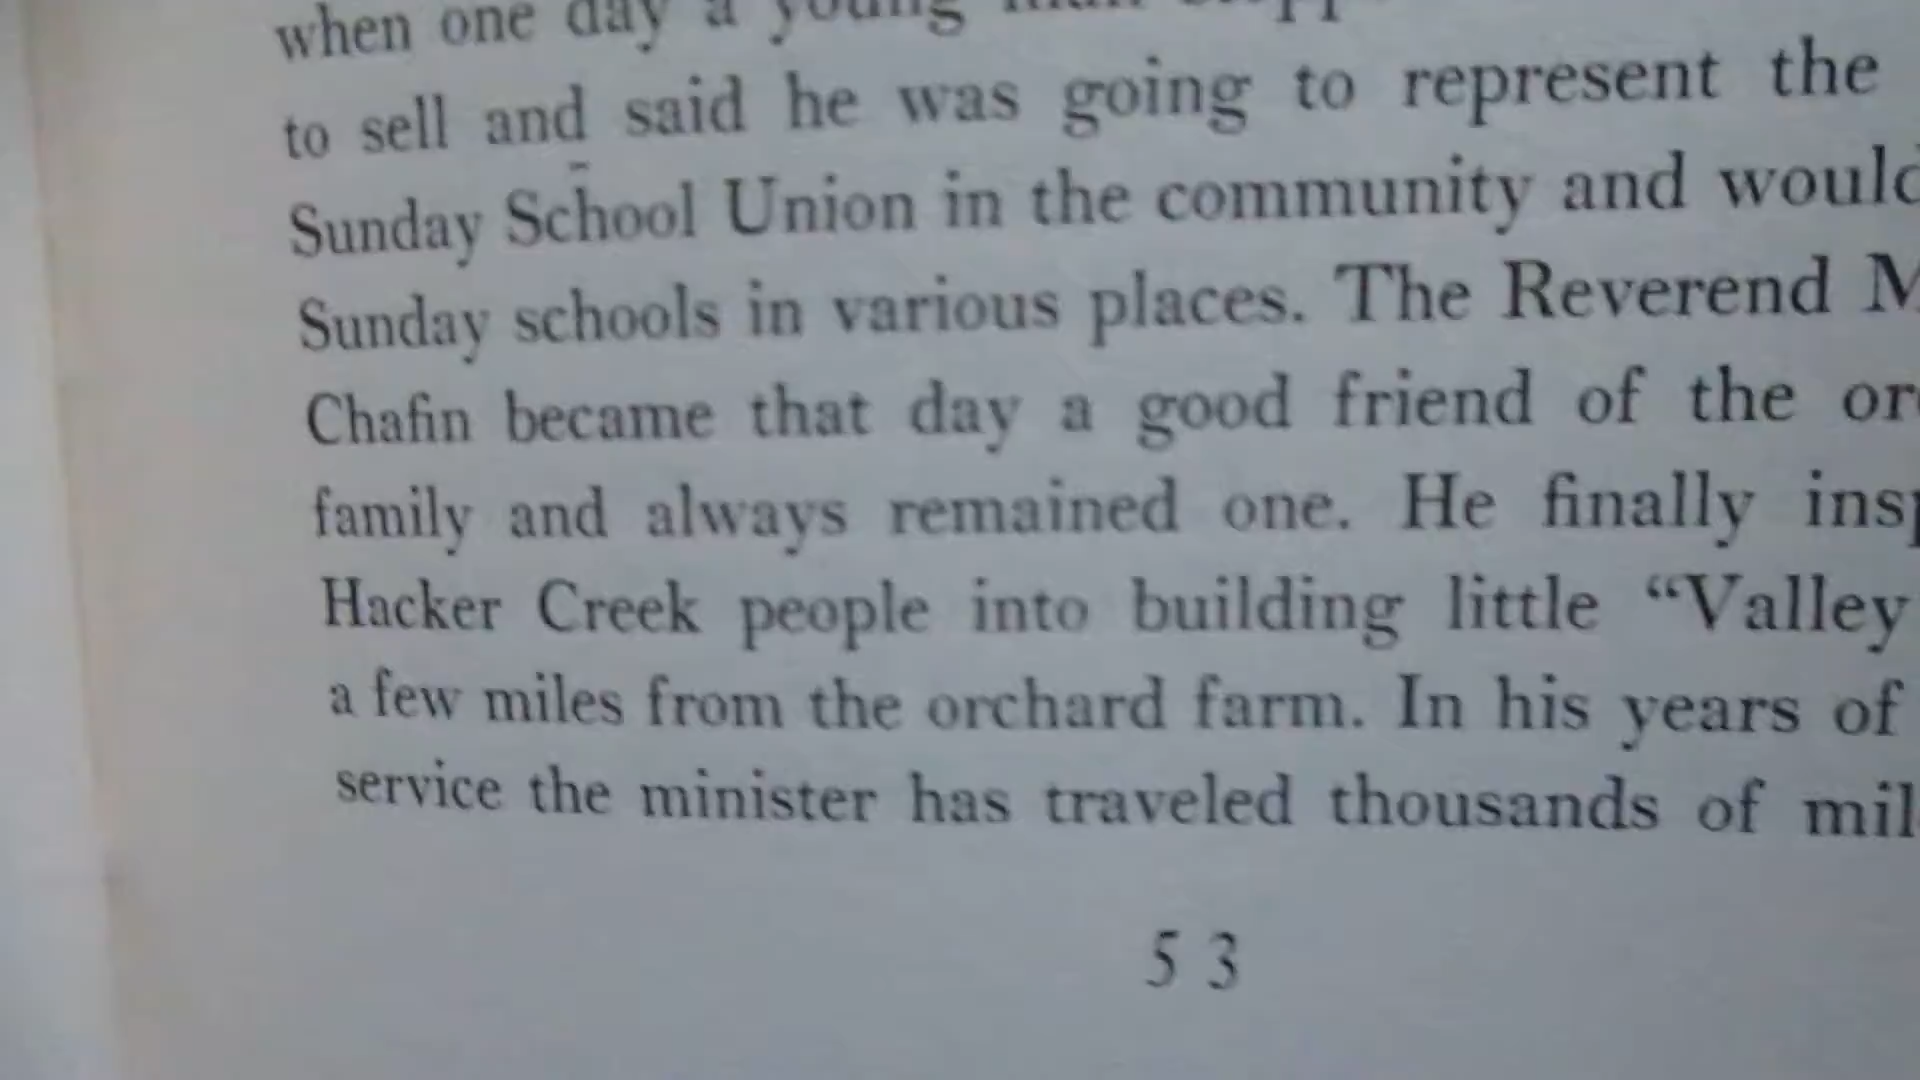 when one day a young man
to sell and said he was going to represent the
Sunday School Union in the community and would
Sunday schools in various places. The Reverend M
Chafin became that day a good friend of the
family and always remained one. He finally
Hacker Creek people into building little “Valley
a few miles from the orchard farm. In his years of
service the minister has traveled thousands of
53